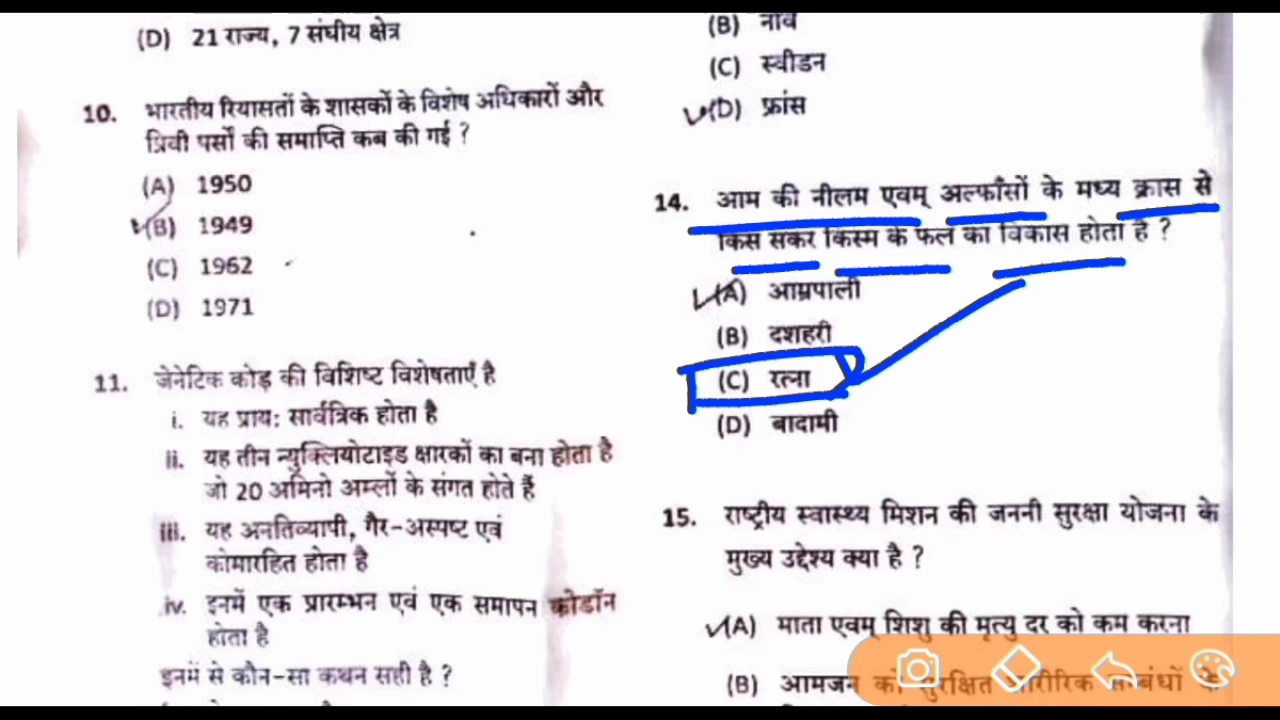 (D) 21 राज्य, 7 संघीय क्षेत्र
10. भारतीय रियासतों के शासकों के विशेष अधिकारों और
प्रिवी पर्सों की समाप्ति कब की गई ?
(A) 1950
(B) 1949
(C) 1962
(D) 1971
11. जेनेटिक कोड़ की विशिष्ट विशेषताएँ है
i. यह प्राय: सार्वत्रिक होता है
ii. यह तीन न्युक्लियोटाइड क्षारकों का बना होता है
जो 20 अमिनो अम्लों के संगत होते हैं
iii. यह अनतिव्यापी, गैर-अस्पष्ट एवं
कोमारहित होता है
iv. इनमें एक प्रारम्भन एवं एक समापन कोडॉन
होता है
इनमें से कौन-सा कथन सही है ?
(B) नॉर्वे
(C) स्वीडन
(D) फ्रांस
14. आम की नीलम एवम् अल्फाँसों के मध्य क्रास से
किस संकर किस्म के फल का विकास होता है ?
(A) आम्रपाली
(B) दशहरी
(C) रत्ना
(D) बादामी
15. राष्ट्रीय स्वास्थ्य मिशन की जननी सुरक्षा योजना के
मुख्य उद्देश्य क्या है ?
(A) माता एवम् शिशु की मृत्यु दर को कम करना
(B) आमजन को सुरक्षित शारीरिक सम्बंधों के